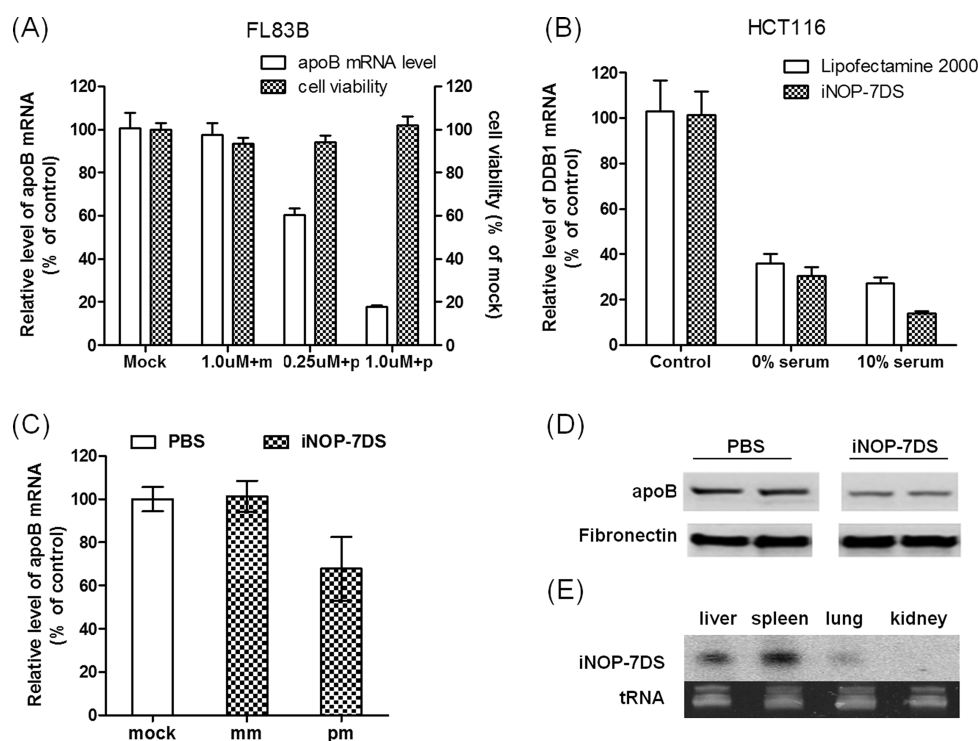 (A)
FL83B
apoB mRNA level
cell viability
Relative level of apoB mRNA
(% of control)
120
100
80
60
40
20
0
120
100
80
60
40
20
0
cell viability (% of mock)
Mock 1.0uM+m 0.25uM+p 1.0uM+p
(B)
HCT116
Lipofectamine 2000
iNOP-7DS
Relative level of DDB1 mRNA
(% of control)
120
100
80
60
40
20
0
Control 0% serum 10% serum
(C)
PBS iNOP-7DS
Relative level of apoB mRNA
(% of control)
120
100
80
60
40
20
0
mock mm pm
(D)
PBS iNOP-7DS
apoB
Fibronectin
(E)
liver spleen lung kidney
iNOP-7DS
tRNA